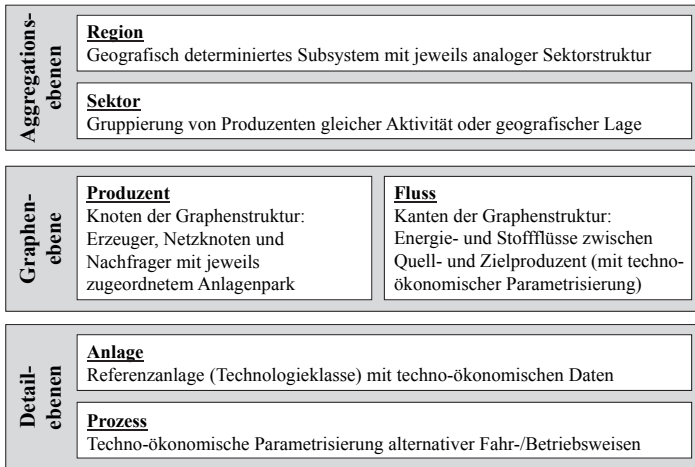 Aggregations-
ebenen
Region
Geografisch determiniertes Subsystem mit jeweils analoger Sektorstruktur
Sektor
Gruppierung von Produzenten gleicher Aktivität oder geografischer Lage
Graphen-
ebene
Produzent
Knoten der Graphenstruktur:
Erzeuger, Netzknoten und
Nachfrager mit jeweils
zugeordnetem Anlagenpark
Fluss
Kanten der Graphenstruktur:
Energie- und Stoffflüsse zwischen
Quell- und Zielproduzent (mit techno-
ökonomischer Parametrisierung)
Detail-
ebenen
Anlage
Referenzanlage (Technologieklasse) mit techno-ökonomischen Daten
Prozess
Techno-ökonomische Parametrisierung alternativer Fahr-/Betriebsweisen